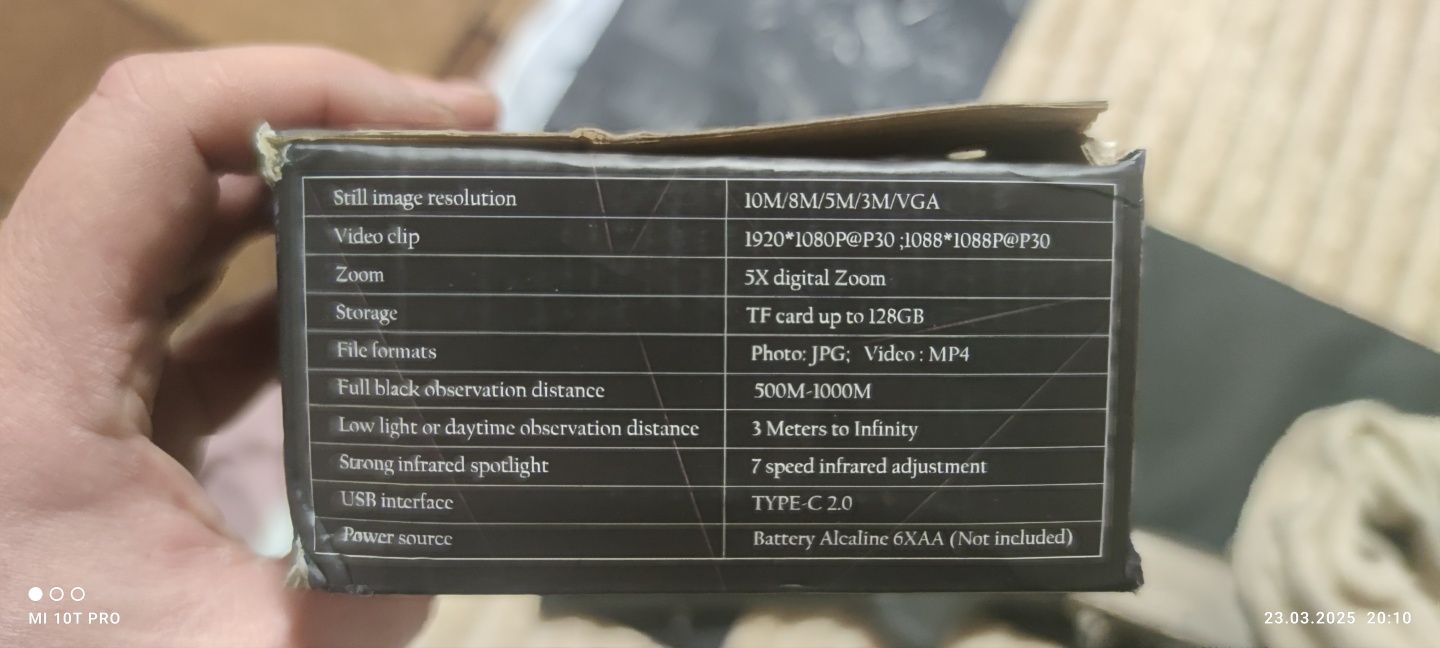 Still image resolution 10M/8M/5M/3M/VGA
Video clip 1920*1080P@P30 ;1088*1088P@P30
Zoom 5X digital Zoom
Storage TF card up to 128GB
File formats Photo: JPG; Video : MP4
Full black observation distance 500M-1000M
Low light or daytime observation distance 3 Meters to Infinity
Strong infrared spotlight 7 speed infrared adjustment
USB interface TYPE-C 2.0
Power source Battery Alcaline 6XAA (Not included)
MI 10T PRO 23.03.2025 20:10